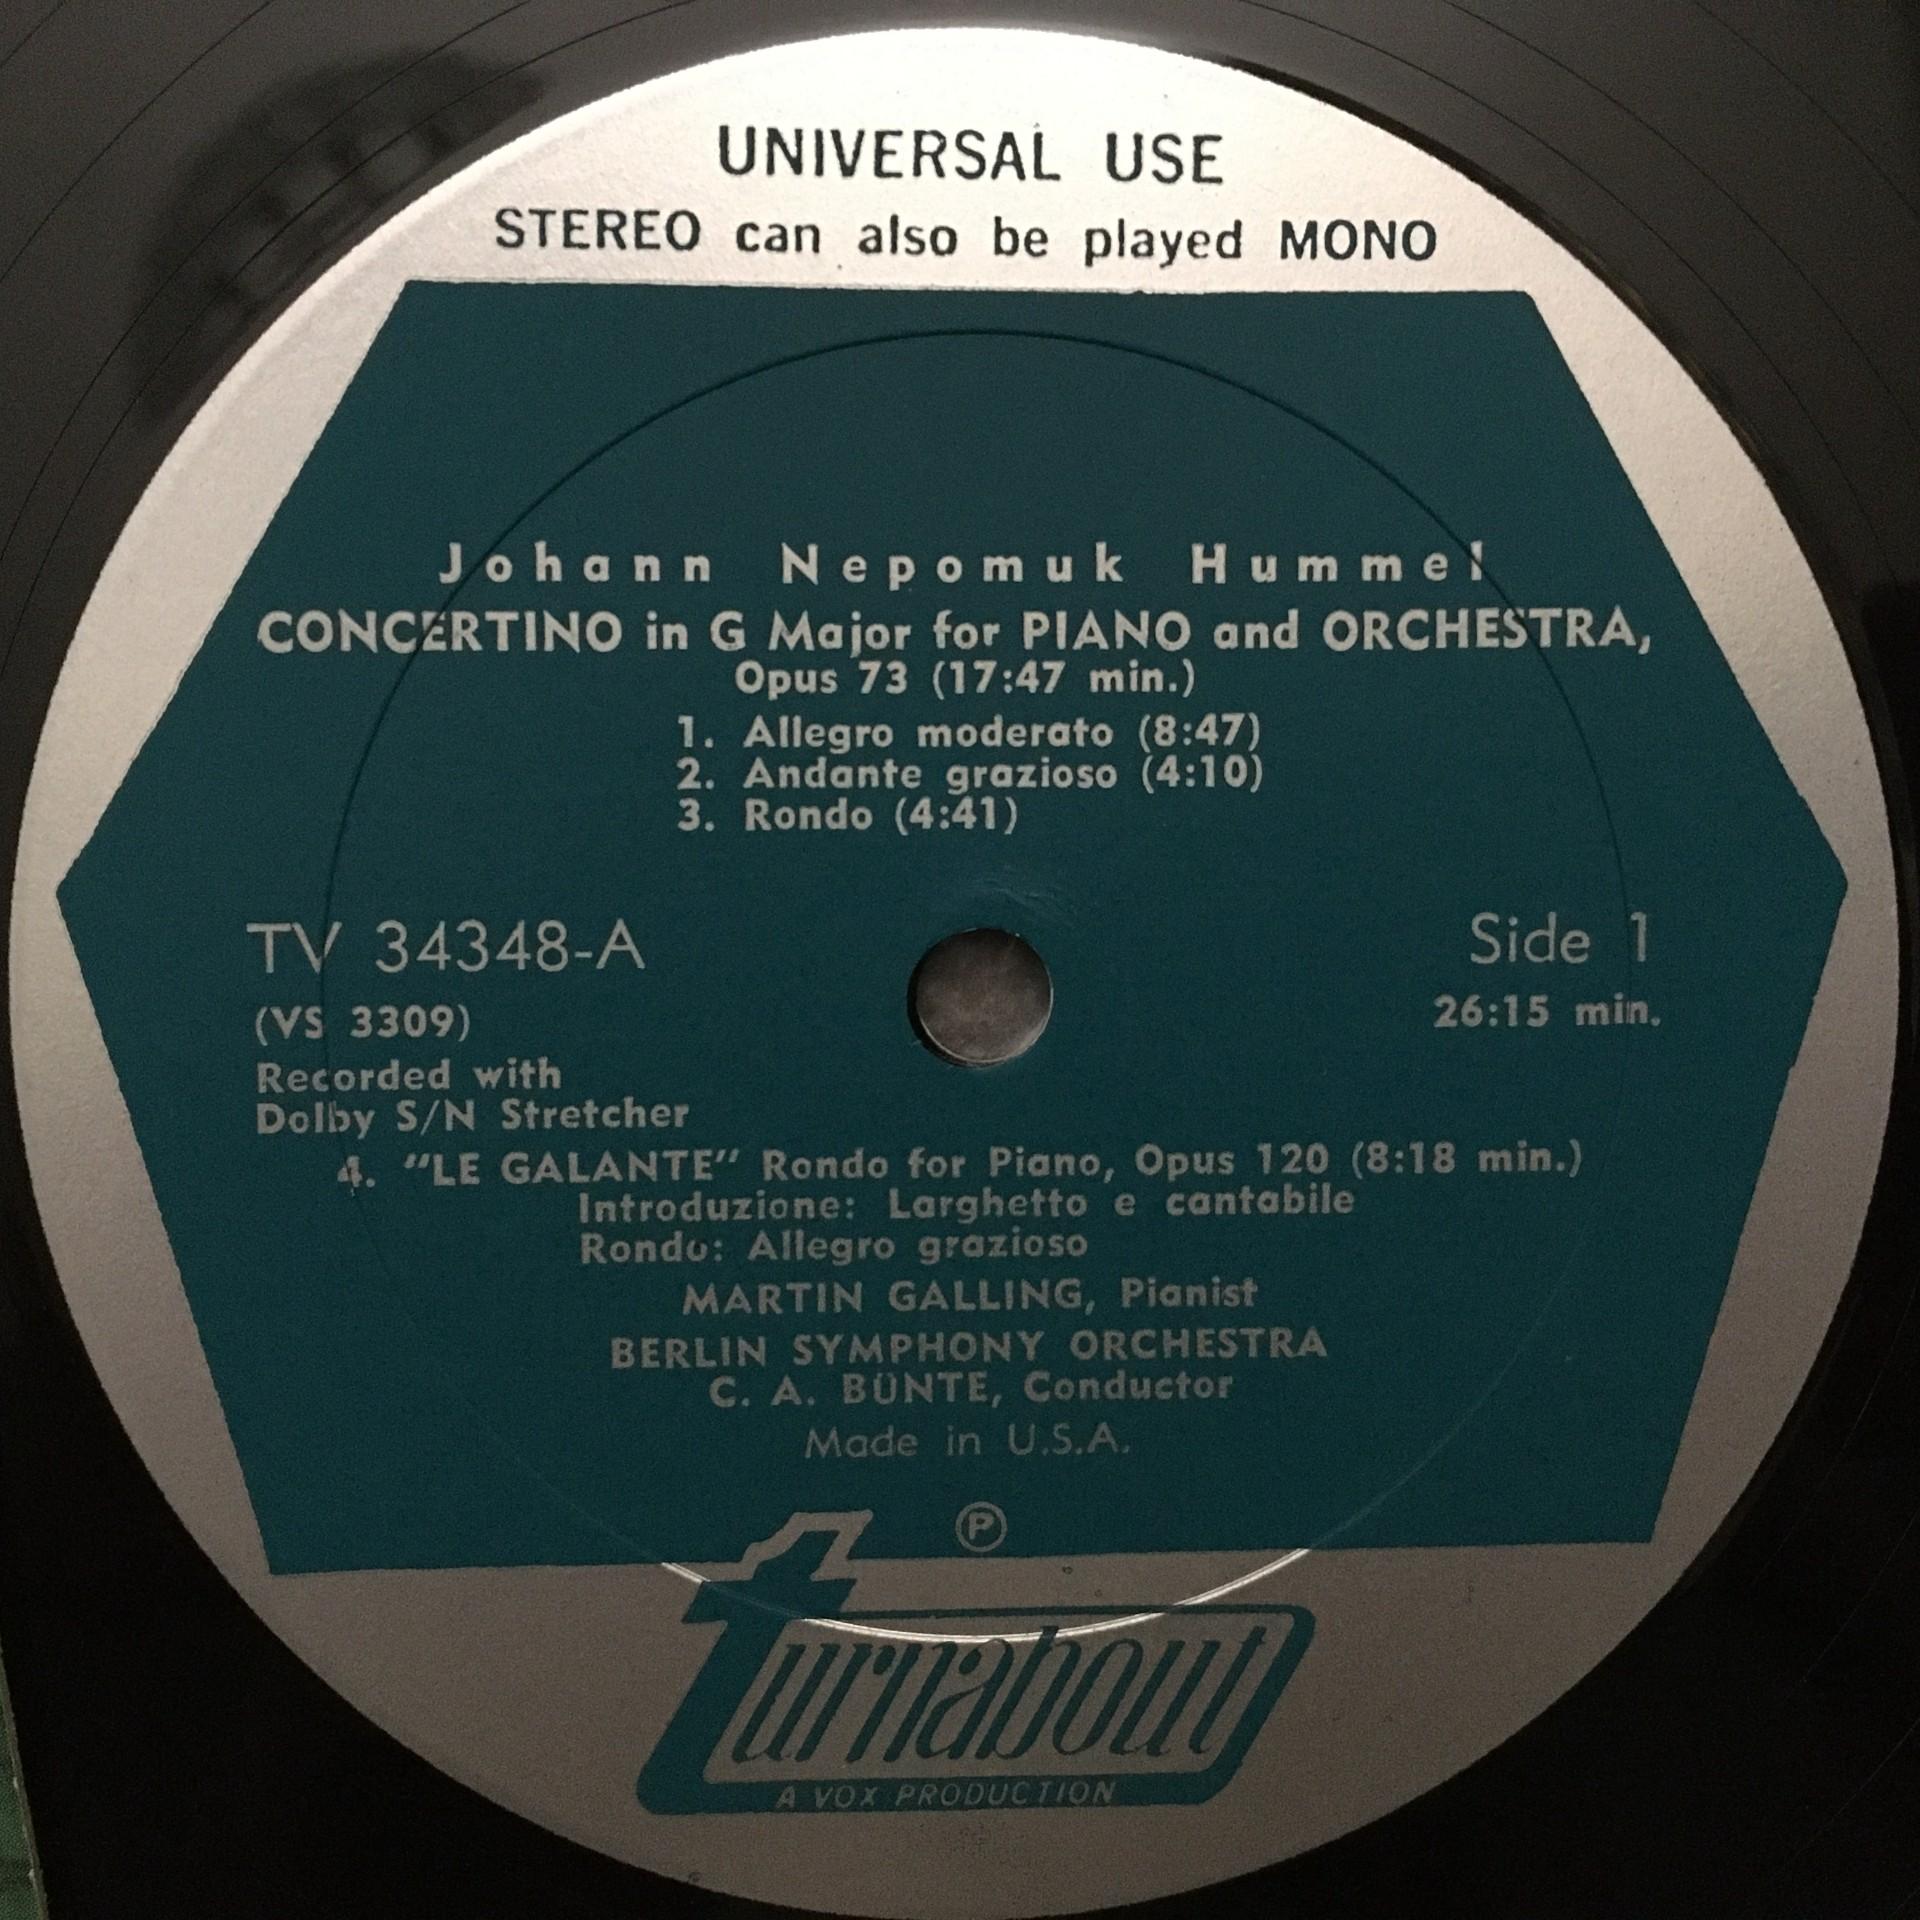 UNIVERSAL USE
STEREO can also be played MONO
Johann Nepomuk Hummel
CONCERTINO in G Major for PIANO and ORCHESTRA,
Opus 73 (17:47 min.)
1. Allegro moderato (8:47)
2. Andante grazioso (4:10)
3. Rondo (4:41)
TV 34348-A
Side 1
(VS 3309)
26:15 min.
Recorded with
Dolby S/N Stretcher
4. "LE GALANTE" Rondo for Piano, Opus 120 (8:18 min.)
Introduzione: Larghetto e cantabile
Rondo: Allegro grazioso
MARTIN GALLING, Pianist
BERLIN SYMPHONY ORCHESTRA
C. A. BÜNTE, Conductor
Made in U.S.A.
Ⓟ
turnabout
A VOX PRODUCTION